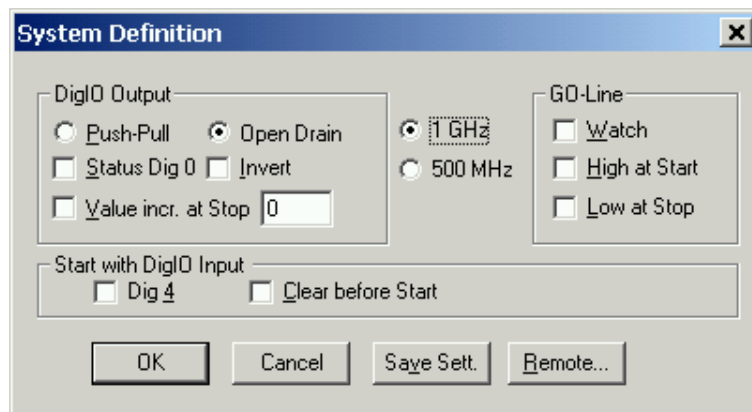 System Definition
DigIO Output
Push-Pull Open Drain
Status Dig 0 Invert
Value incr. at Stop 0
1 GHz
500 MHz
GO-Line
Watch
High at Start
Low at Stop
Start with DigIO Input
Dig 4 Clear before Start
OK Cancel Save Sett. Remote...